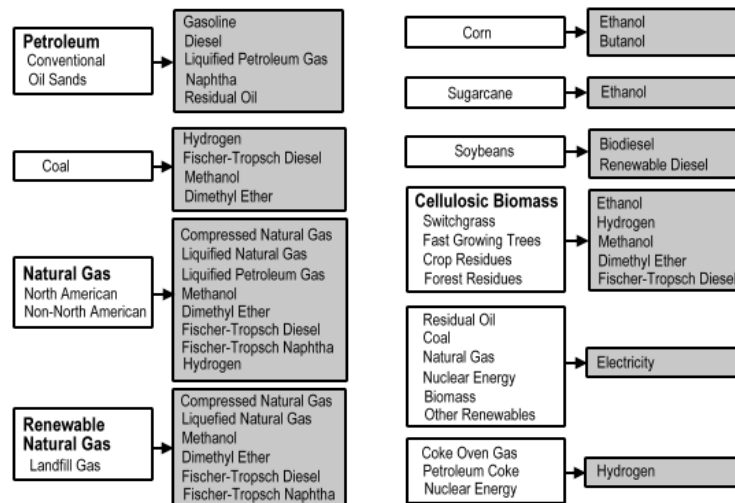 Petroleum
Conventional
Oil Sands
Gasoline
Diesel
Liquified Petroleum Gas
Naphtha
Residual Oil
Coal
Hydrogen
Fischer-Tropsch Diesel
Methanol
Dimethyl Ether
Natural Gas
North American
Non-North American
Compressed Natural Gas
Liquified Natural Gas
Liquified Petroleum Gas
Methanol
Dimethyl Ether
Fischer-Tropsch Diesel
Fischer-Tropsch Naphtha
Hydrogen
Renewable
Natural Gas
Landfill Gas
Compressed Natural Gas
Liquefied Natural Gas
Methanol
Dimethyl Ether
Fischer-Tropsch Diesel
Fischer-Tropsch Naphtha
Corn
Ethanol
Butanol
Sugarcane
Ethanol
Soybeans
Biodiesel
Renewable Diesel
Cellulosic Biomass
Switchgrass
Fast Growing Trees
Crop Residues
Forest Residues
Ethanol
Hydrogen
Methanol
Dimethyl Ether
Fischer-Tropsch Diesel
Residual Oil
Coal
Natural Gas
Nuclear Energy
Biomass
Other Renewables
Electricity
Coke Oven Gas
Petroleum Coke
Nuclear Energy
Hydrogen